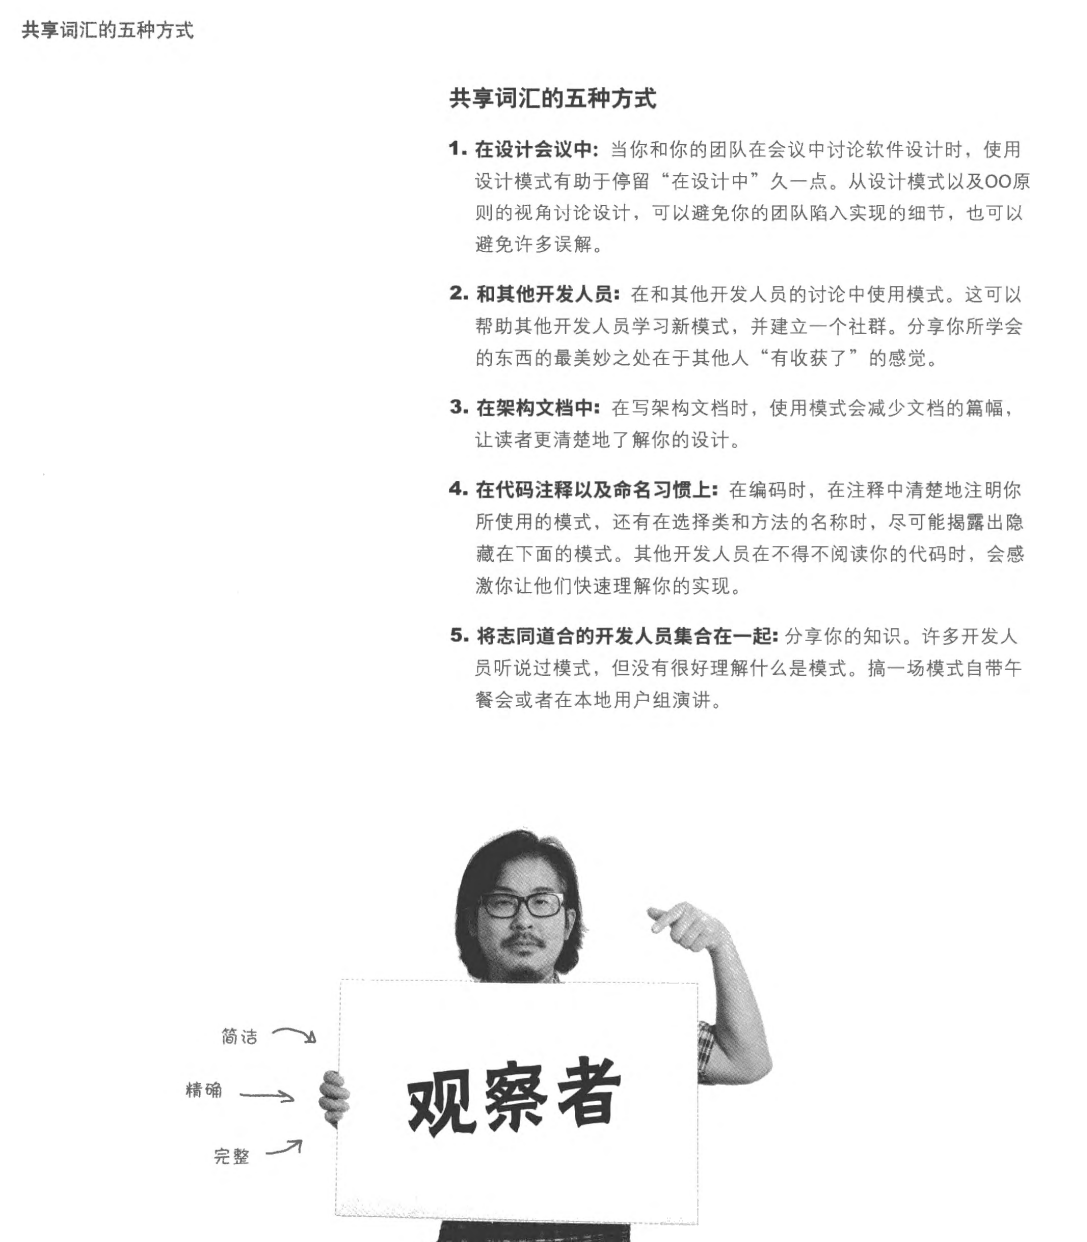 共享词汇的五种方式
共享词汇的五种方式
1. 在设计会议中：当你和你的团队在会议中讨论软件设计时，使用
设计模式有助于停留“在设计中”久一点。从设计模式以及OO原
则的视角讨论设计，可以避免你的团队陷入实现的细节，也可以
避免许多误解。
2. 和其他开发人员：在和其他开发人员的讨论中使用模式。这可以
帮助其他开发人员学习新模式，并建立一个社群。分享你所学会
的东西的最美妙之处在于其他人“有收获了”的感觉。
3. 在架构文档中：在写架构文档时，使用模式会减少文档的篇幅，
让读者更清楚地了解你的设计。
4. 在代码注释以及命名习惯上：在编码时，在注释中清楚地注明你
所使用的模式，还有在选择类和方法的名称时，尽可能揭露出隐
藏在下面的模式。其他开发人员在不得不阅读你的代码时，会感
激你让他们快速理解你的实现。
5. 将志同道合的开发人员集合在一起：分享你的知识。许多开发人
员听说过模式，但没有很好理解什么是模式。搞一场模式自带午
餐会或者在本地用户组演讲。
简洁
精确
完整
观察者